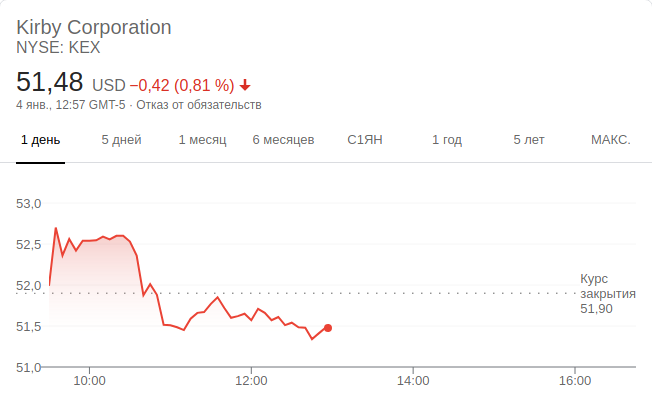 Kirby Corporation
NYSE: KEX
51,48 USD −0,42 (0,81 %)
4 янв., 12:57 GMT-5 · Отказ от обязательств
1 день 5 дней 1 месяц 6 месяцев С1ЯН 1 год 5 лет МАКС.
53,0
52,5
52,0
51,5
51,0
Курс
закрытия
51,90
10:00 12:00 14:00 16:00